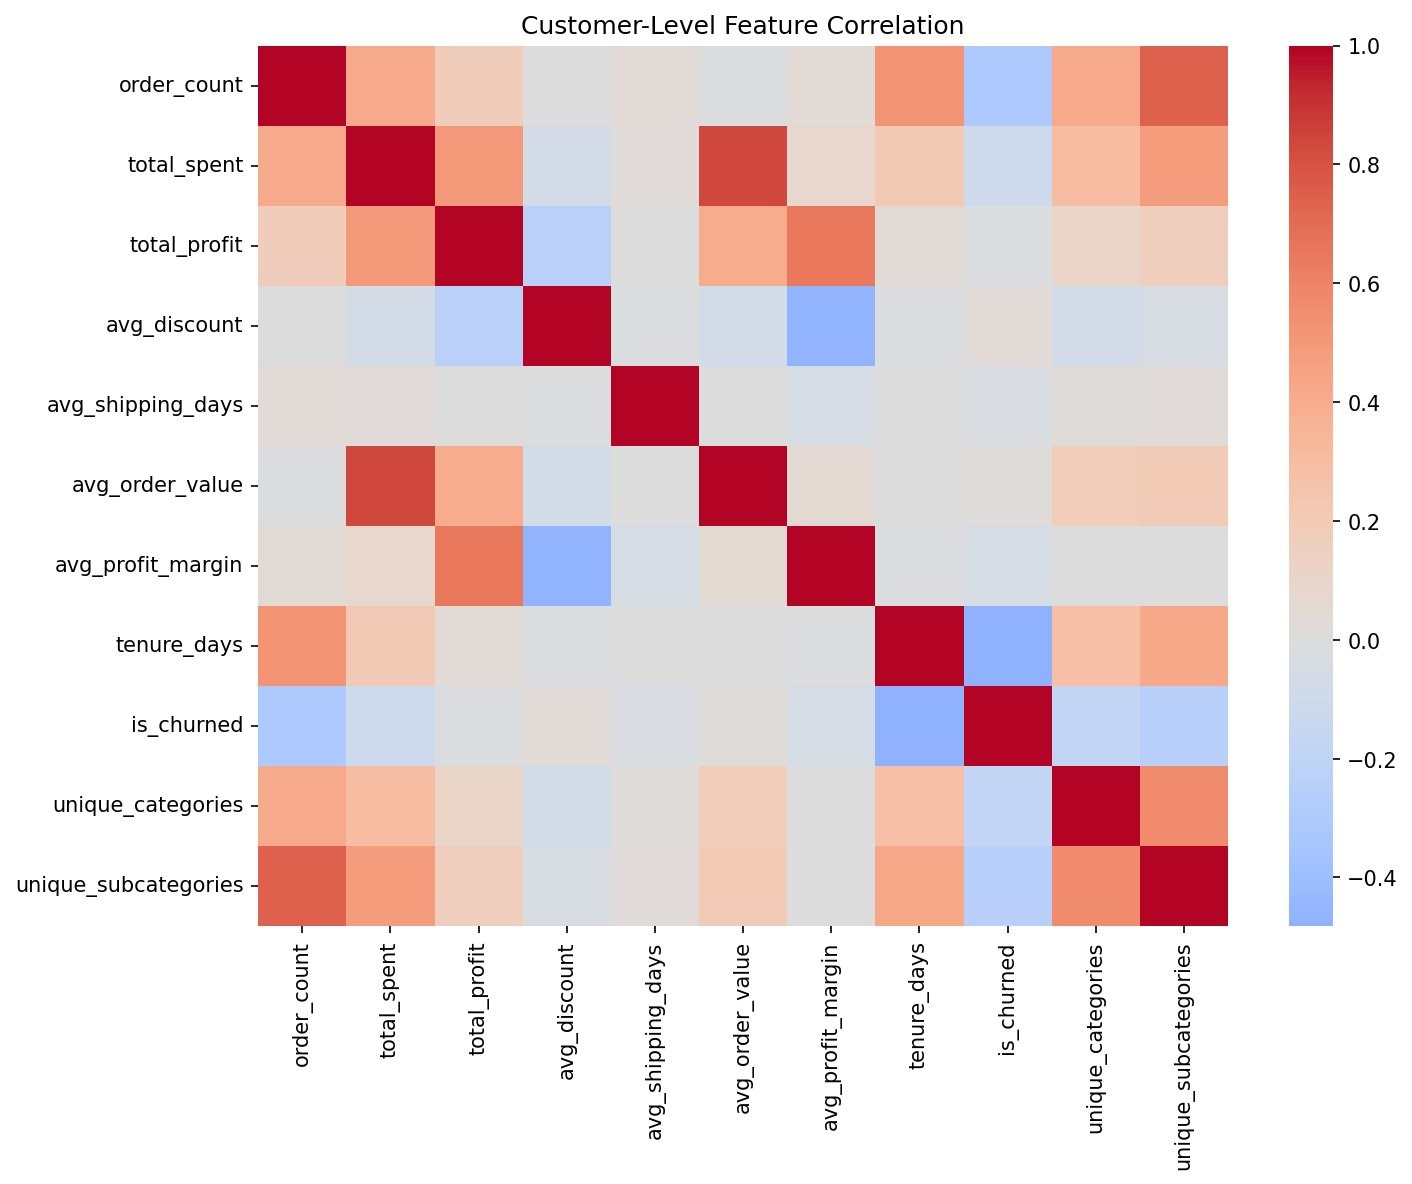 Customer-Level Feature Correlation
order_count
total_spent
total_profit
avg_discount
avg_shipping_days
avg_order_value
avg_profit_margin
tenure_days
is_churned
unique_categories
unique_subcategories
order_count
total_spent
total_profit
avg_discount
avg_shipping_days
avg_order_value
avg_profit_margin
tenure_days
is_churned
unique_categories
unique_subcategories
1.0
0.8
0.6
0.4
0.2
0.0
−0.2
−0.4